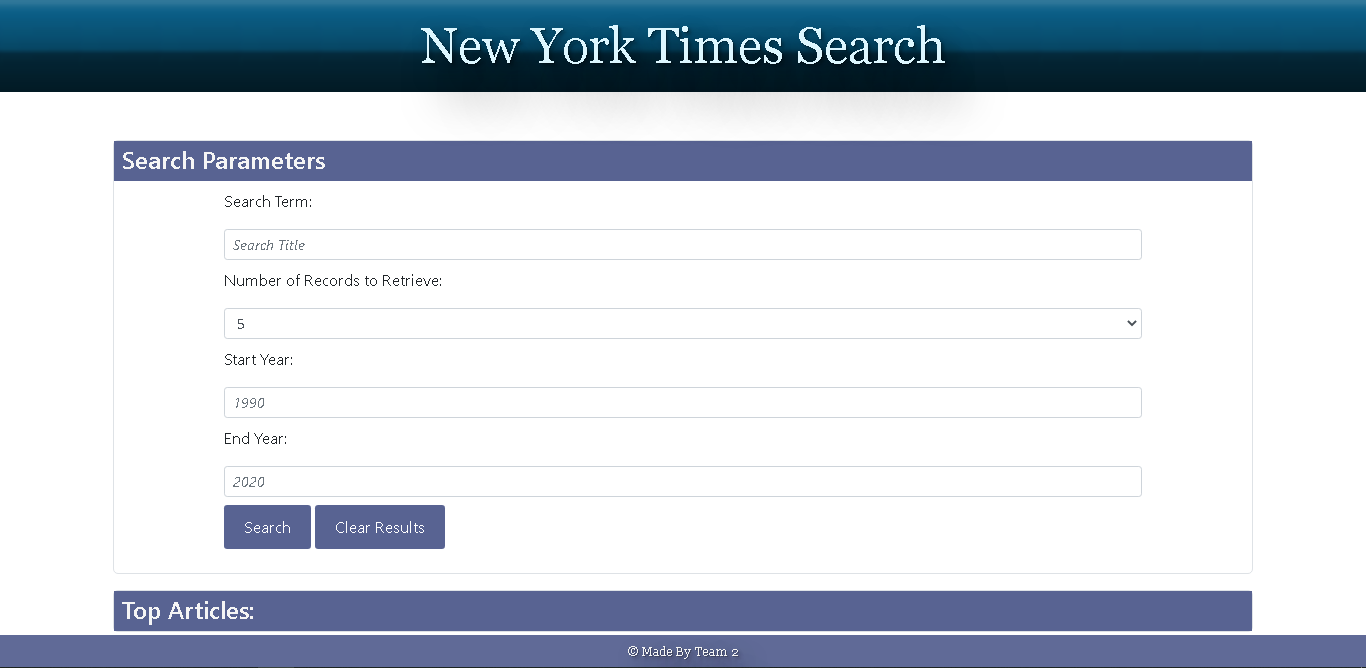 New York Times Search
Search Parameters
Search Term:
Search Title
Number of Records to Retrieve:
5
Start Year:
1990
End Year:
2020
Search Clear Results
Top Articles:
© Made By Team 2